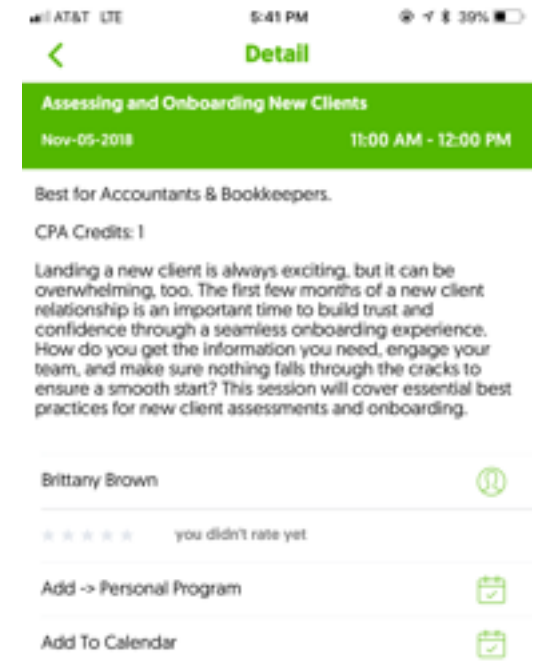 AT&T LTE 5:41 PM 39%
Detail
Assessing and Onboarding New Clients
Nov-05-2018 11:00 AM - 12:00 PM
Best for Accountants & Bookkeepers.
CPA Credits: 1
Landing a new client is always exciting, but it can be
overwhelming, too. The first few months of a new client
relationship is an important time to build trust and
confidence through a seamless onboarding experience.
How do you get the information you need, engage your
team, and make sure nothing falls through the cracks to
ensure a smooth start? This session will cover essential best
practices for new client assessments and onboarding.
Brittany Brown
you didn't rate yet
Add -> Personal Program
Add To Calendar